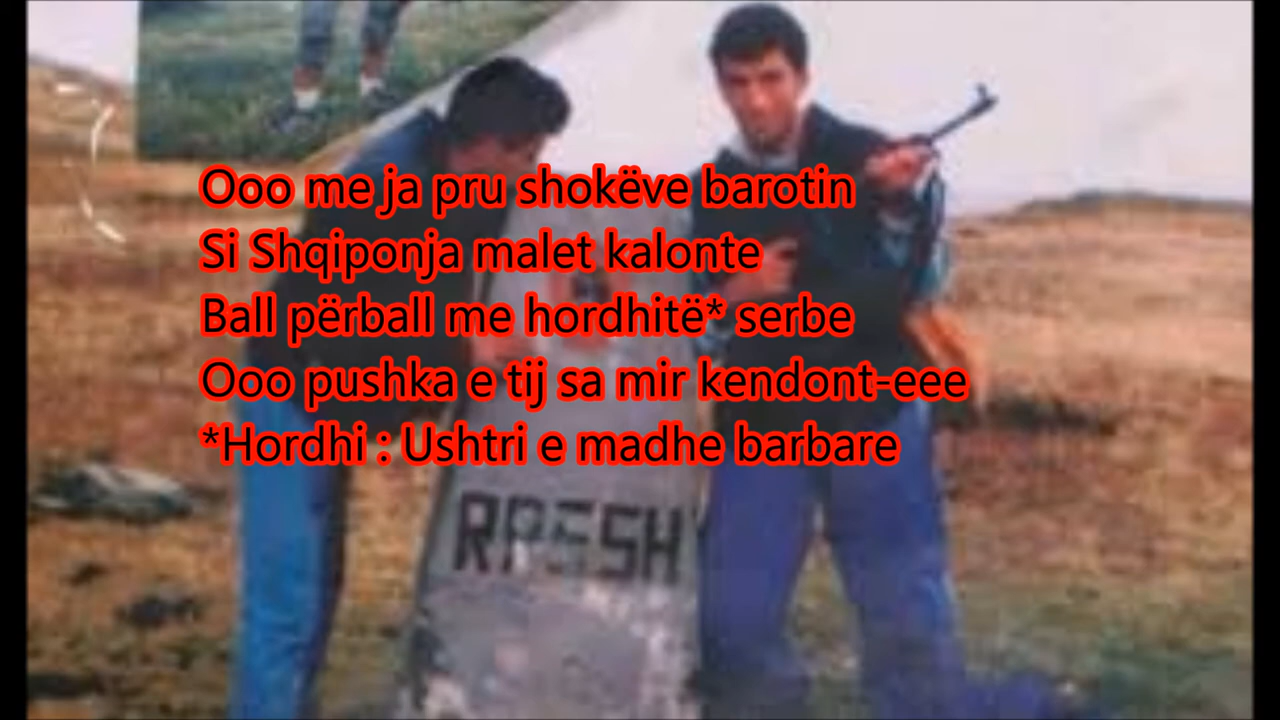 Ooo me ja pru shokëve barotin
Si Shqiponja malet kalonte
Ball përball me hordhitë* serbe
Ooo pushka e tij sa mir kendont-eee
*Hordhi : Ushtri e madhe barbare
RPSSH